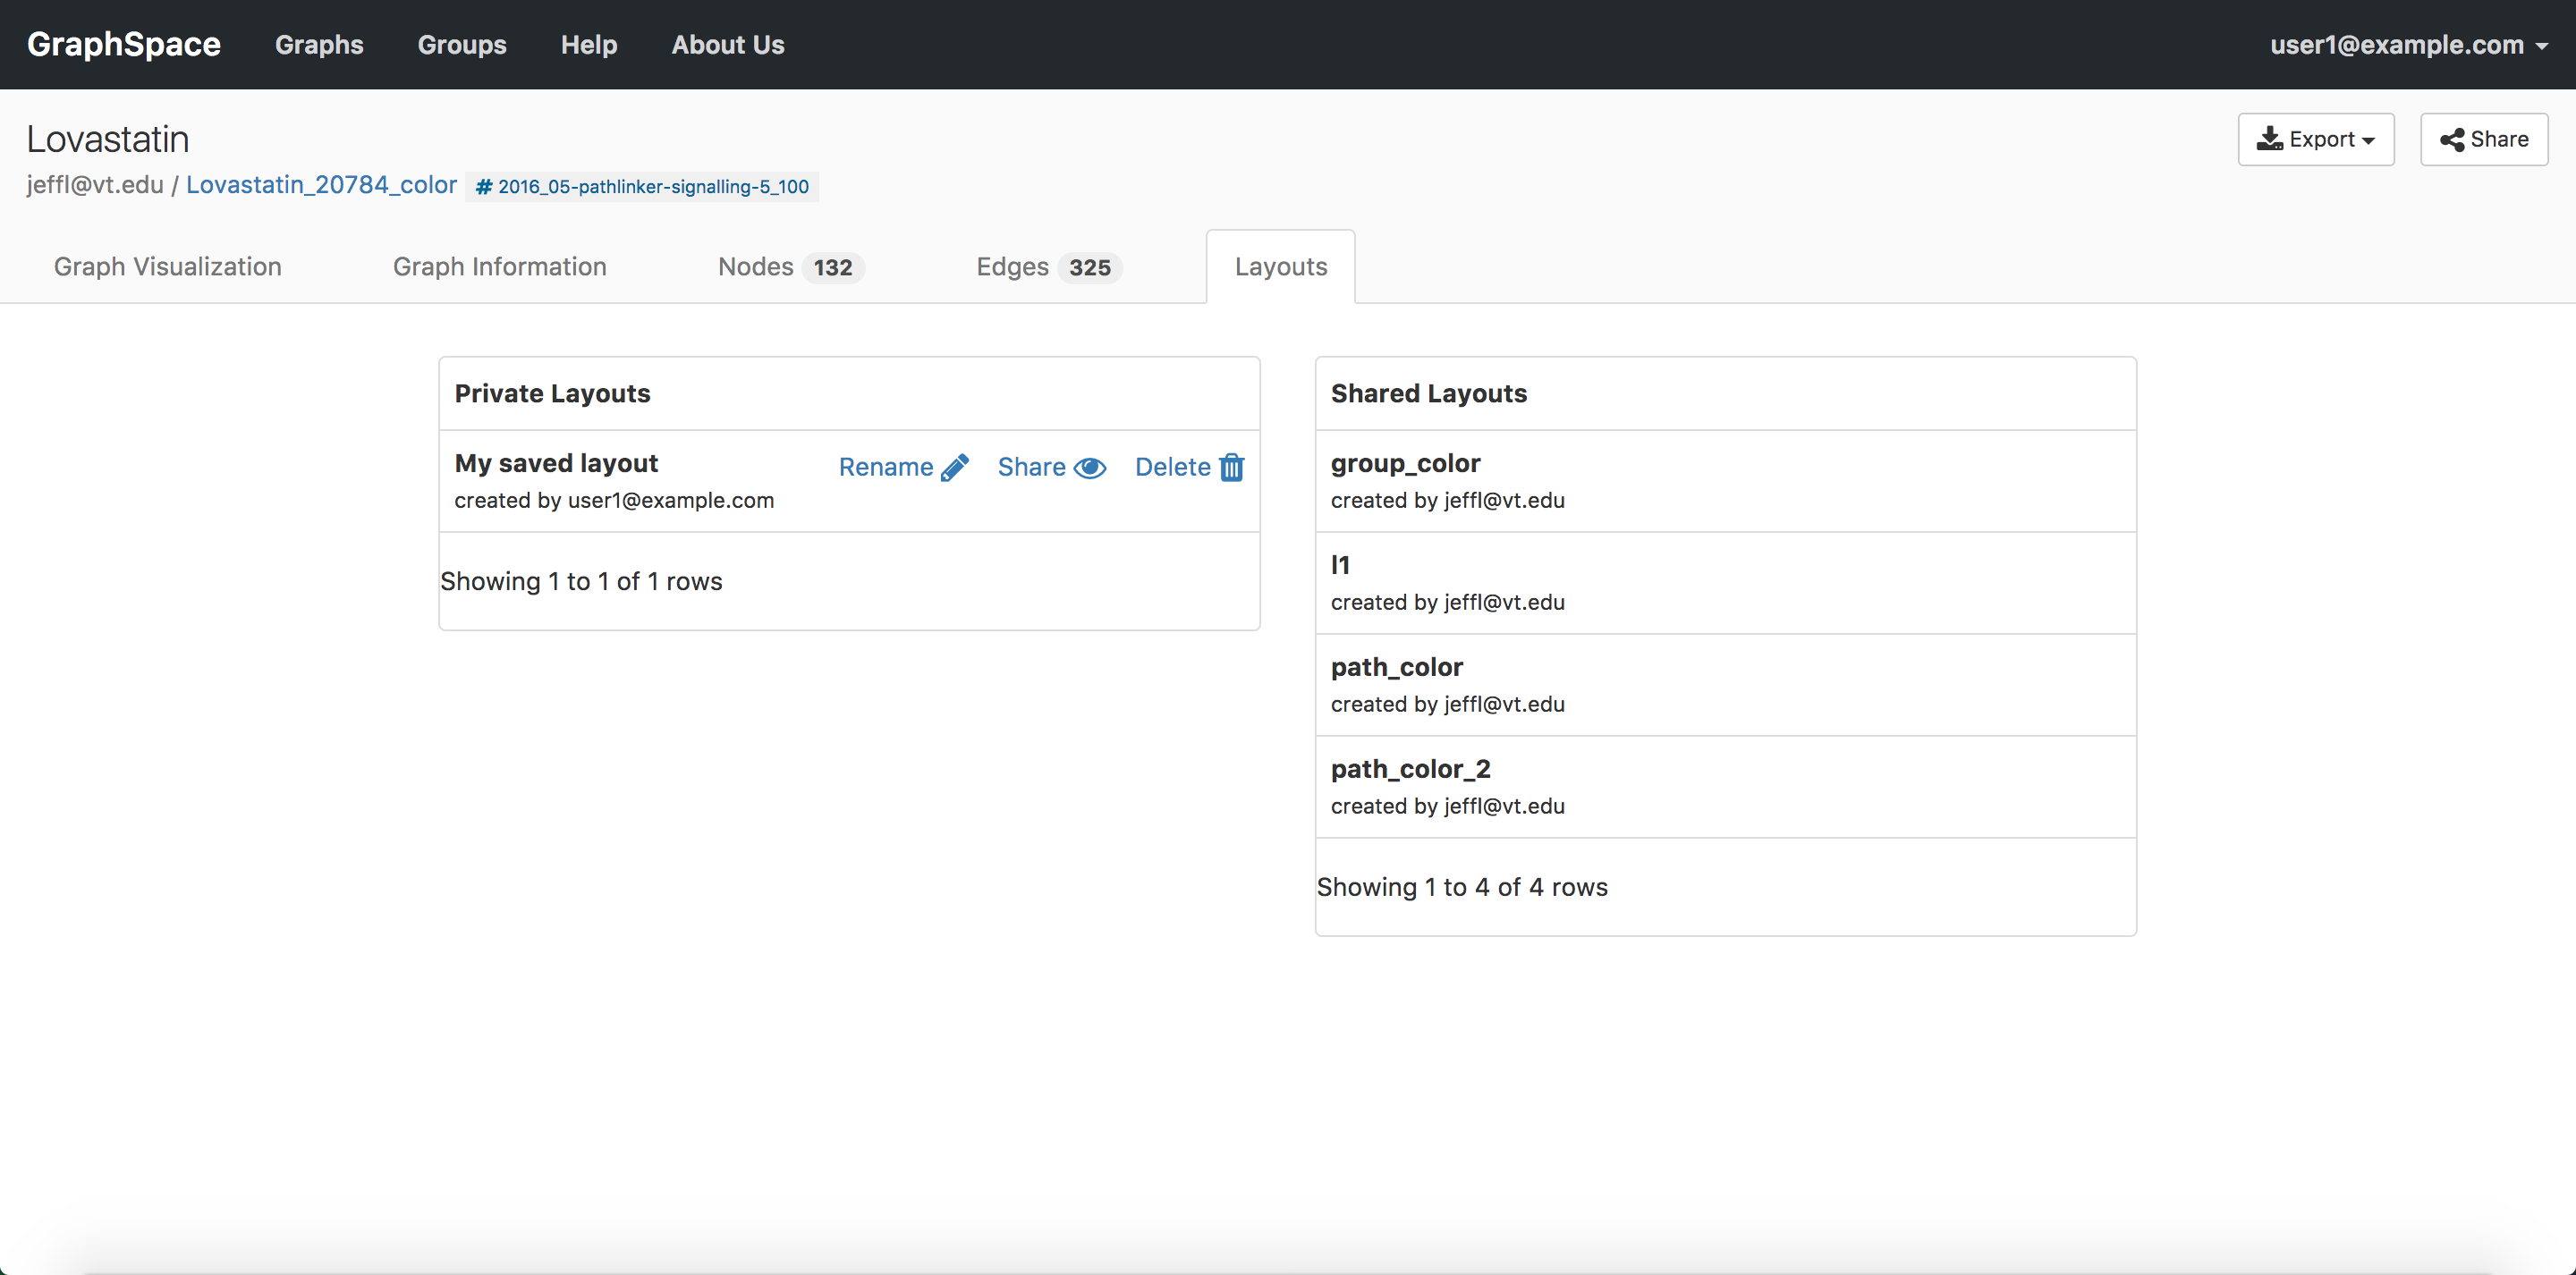 GraphSpace Graphs Groups Help About Us user1@example.com
Lovastatin
Export Share
jeffl@vt.edu / Lovastatin_20784_color # 2016_05-pathlinker-signalling-5_100
Graph Visualization Graph Information Nodes 132 Edges 325 Layouts
Private Layouts
My saved layout Rename Share Delete
created by user1@example.com
Showing 1 to 1 of 1 rows
Shared Layouts
group_color
created by jeffl@vt.edu
l1
created by jeffl@vt.edu
path_color
created by jeffl@vt.edu
path_color_2
created by jeffl@vt.edu
Showing 1 to 4 of 4 rows